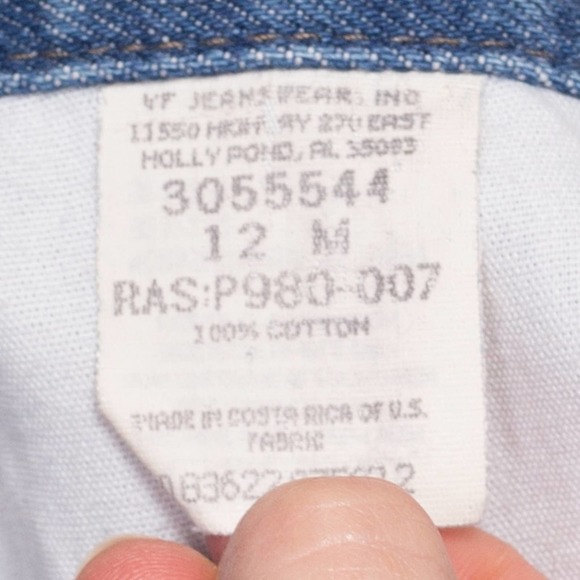 VF JEANSWEAR, INC
11550 HIGHWAY 278 EAST
HOLLY POND, AL 35083
3055544
12 M
RAS:P980-007
100% COTTON
MADE IN COSTA RICA OF U.S.
FABRIC